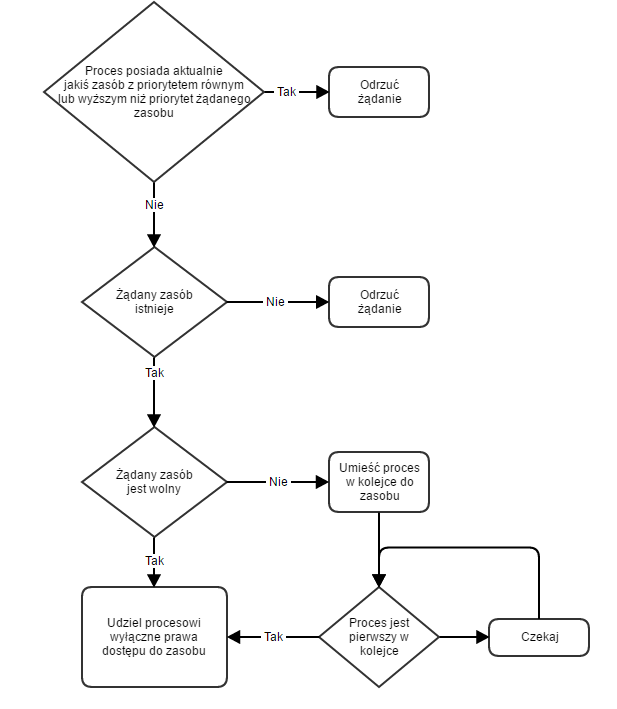 Proces posiada aktualnie
jakiś zasób z priorytetem równym
lub wyższym niż priorytet żądanego
zasobu
Tak
Odrzuć
żądanie
Nie
Żądany zasób
istnieje
Nie
Odrzuć
żądanie
Tak
Żądany zasób
jest wolny
Nie
Umieść proces
w kolejce do
zasobu
Tak
Udziel procesowi
wyłączne prawa
dostępu do zasobu
Tak
Proces jest
pierwszy w
kolejce
Czekaj